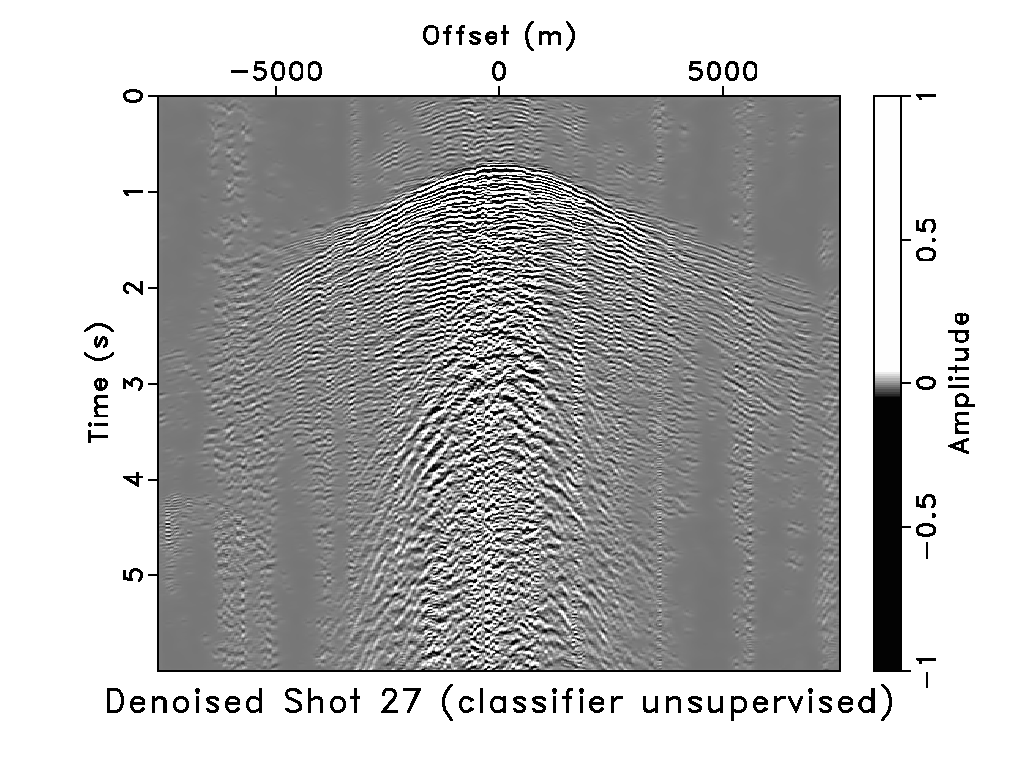 Offset (m)
−5000 0 5000
0
1
2
3
4
5
Time (s)
1
0.5
0
−0.5
−1
Amplitude
Denoised Shot 27 (classifier unsupervised)